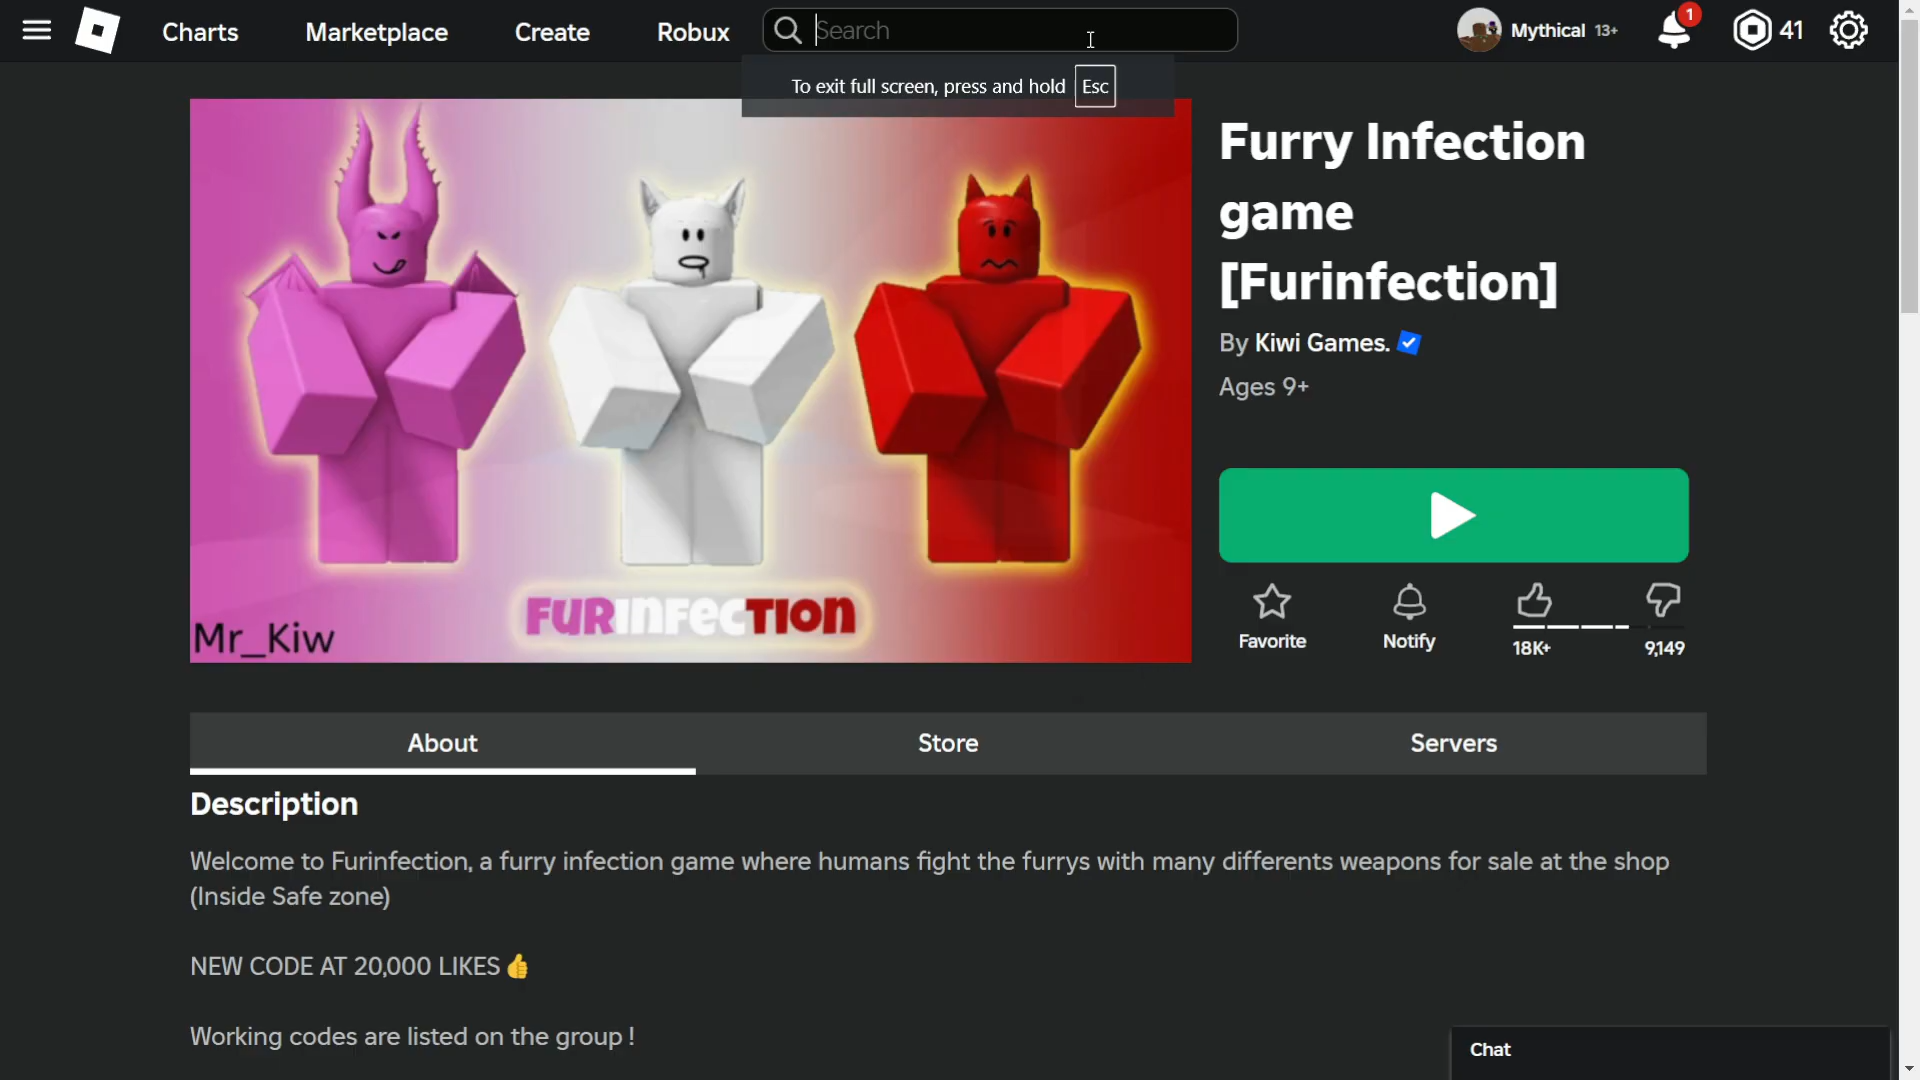 Charts
Marketplace
Create
Robux
Search
Mythical 13+
1
41
To exit full screen, press and hold Esc
Furry Infection
game
[Furinfection]
By Kiwi Games.
Ages 9+
FURINFECTION
Mr_Kiw
Favorite
Notify
18K+
9,149
About
Store
Servers
Description
Welcome to Furinfection, a furry infection game where humans fight the furrys with many differents weapons for sale at the shop
(Inside Safe zone)
NEW CODE AT 20,000 LIKES👍
Working codes are listed on the group !
Chat